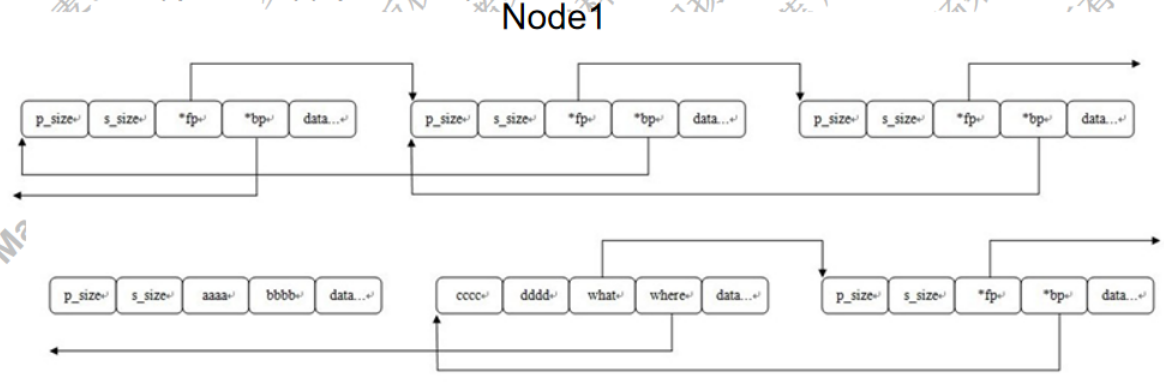 Node1
p_size s_size *fp *bp data... p_size s_size *fp *bp data... p_size s_size *fp *bp data...
p_size s_size aaaa bbbb data... cccc dddd what where data... p_size s_size *fp *bp data...
Ma